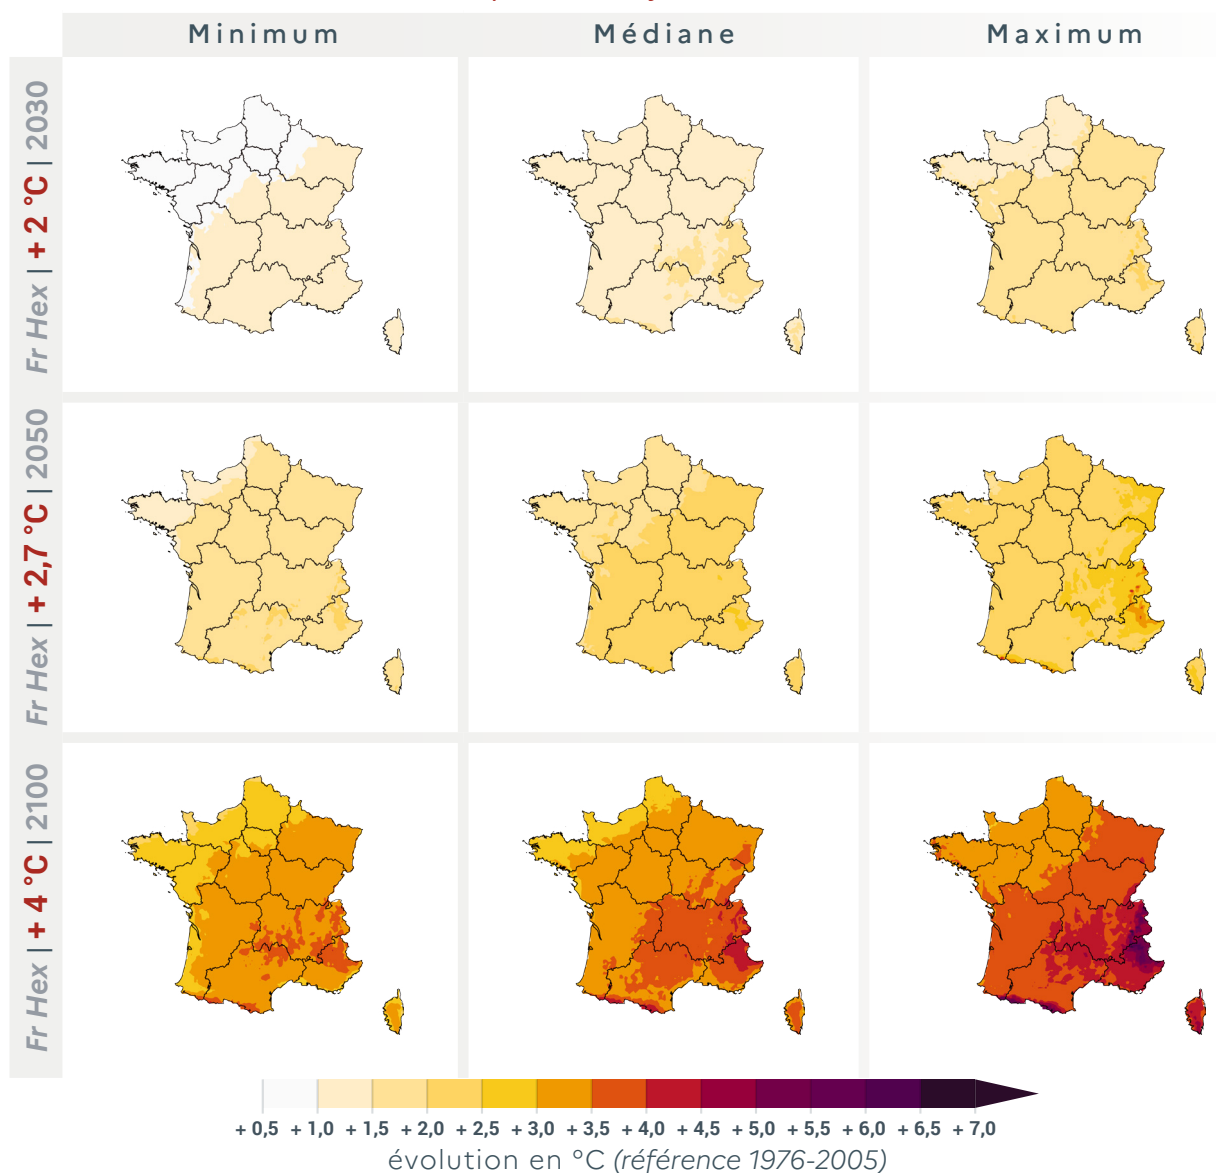 Minimum Médiane Maximum
Fr Hex | + 2 °C | 2030
Fr Hex | + 2,7 °C | 2050
Fr Hex | + 4 °C | 2100
+ 0,5 + 1,0 + 1,5 + 2,0 + 2,5 + 3,0 + 3,5 + 4,0 + 4,5 + 5,0 + 5,5 + 6,0 + 6,5 + 7,0
évolution en °C (référence 1976-2005)